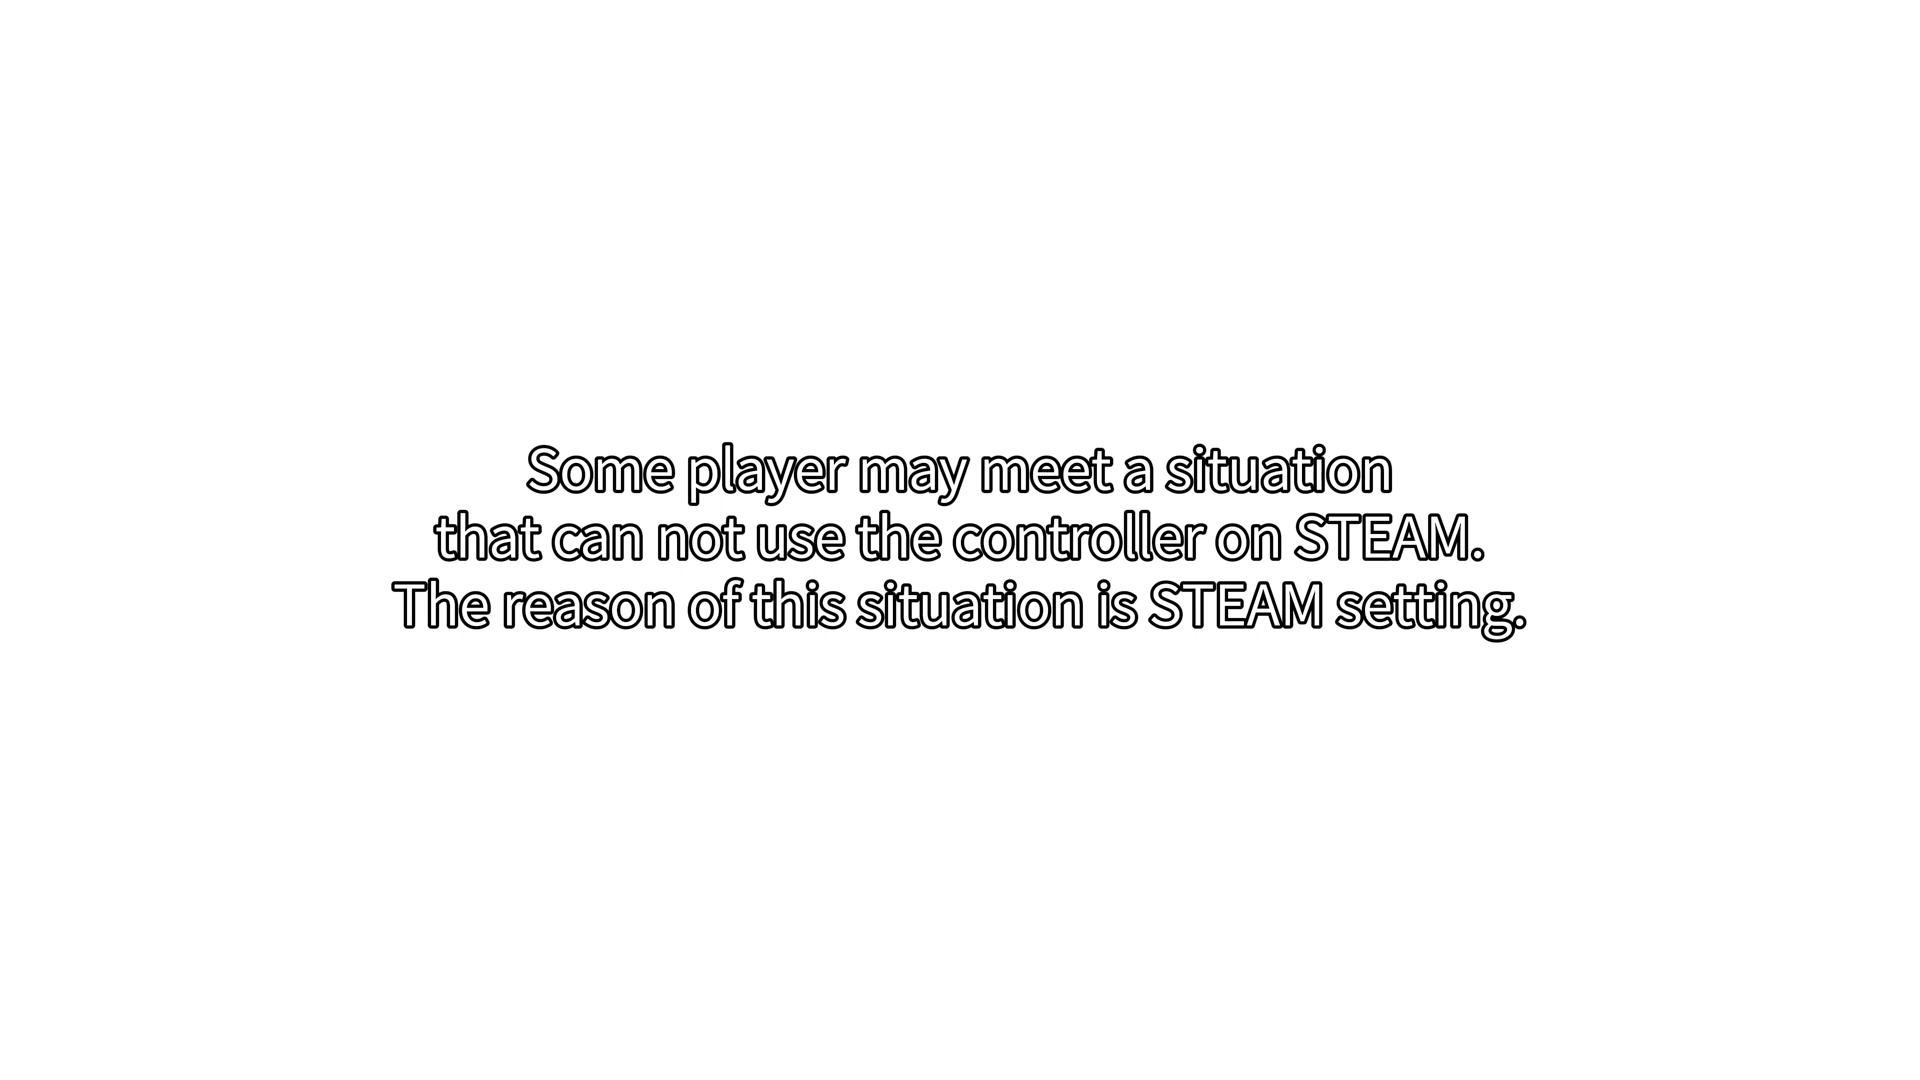 Some player may meet a situation
that can not use the controller on STEAM.
The reason of this situation is STEAM setting.